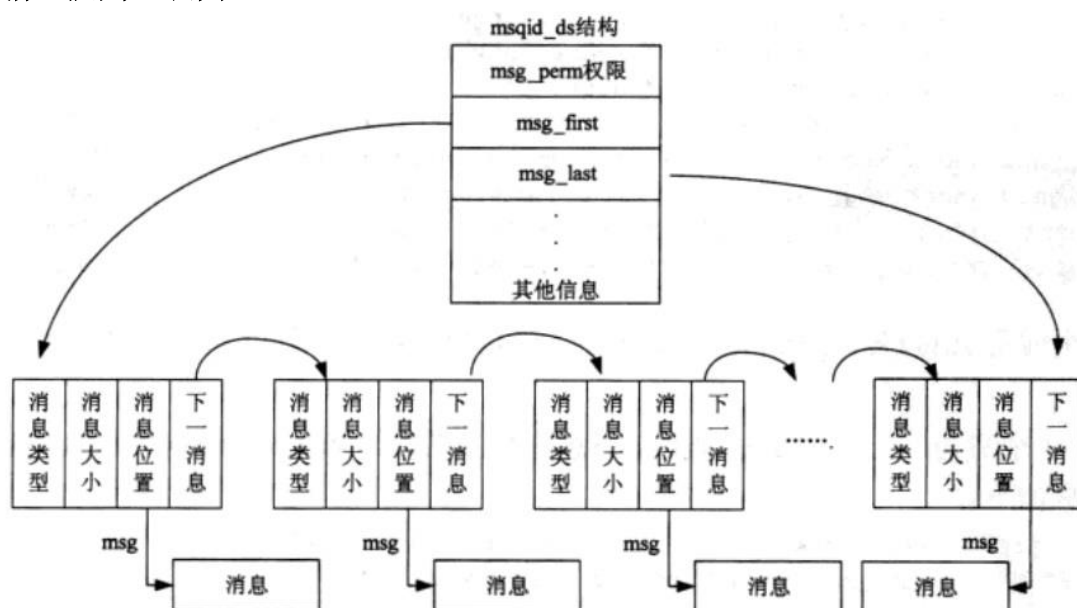 msqid_ds结构
msg_perm权限
msg_first
msg_last
其他信息
消息类型 消息大小 消息位置 下一消息
消息类型 消息大小 消息位置 下一消息
消息类型 消息大小 消息位置 下一消息
.......
消息类型 消息大小 消息位置 下一消息
msg
msg
msg
msg
消息
消息
消息
消息